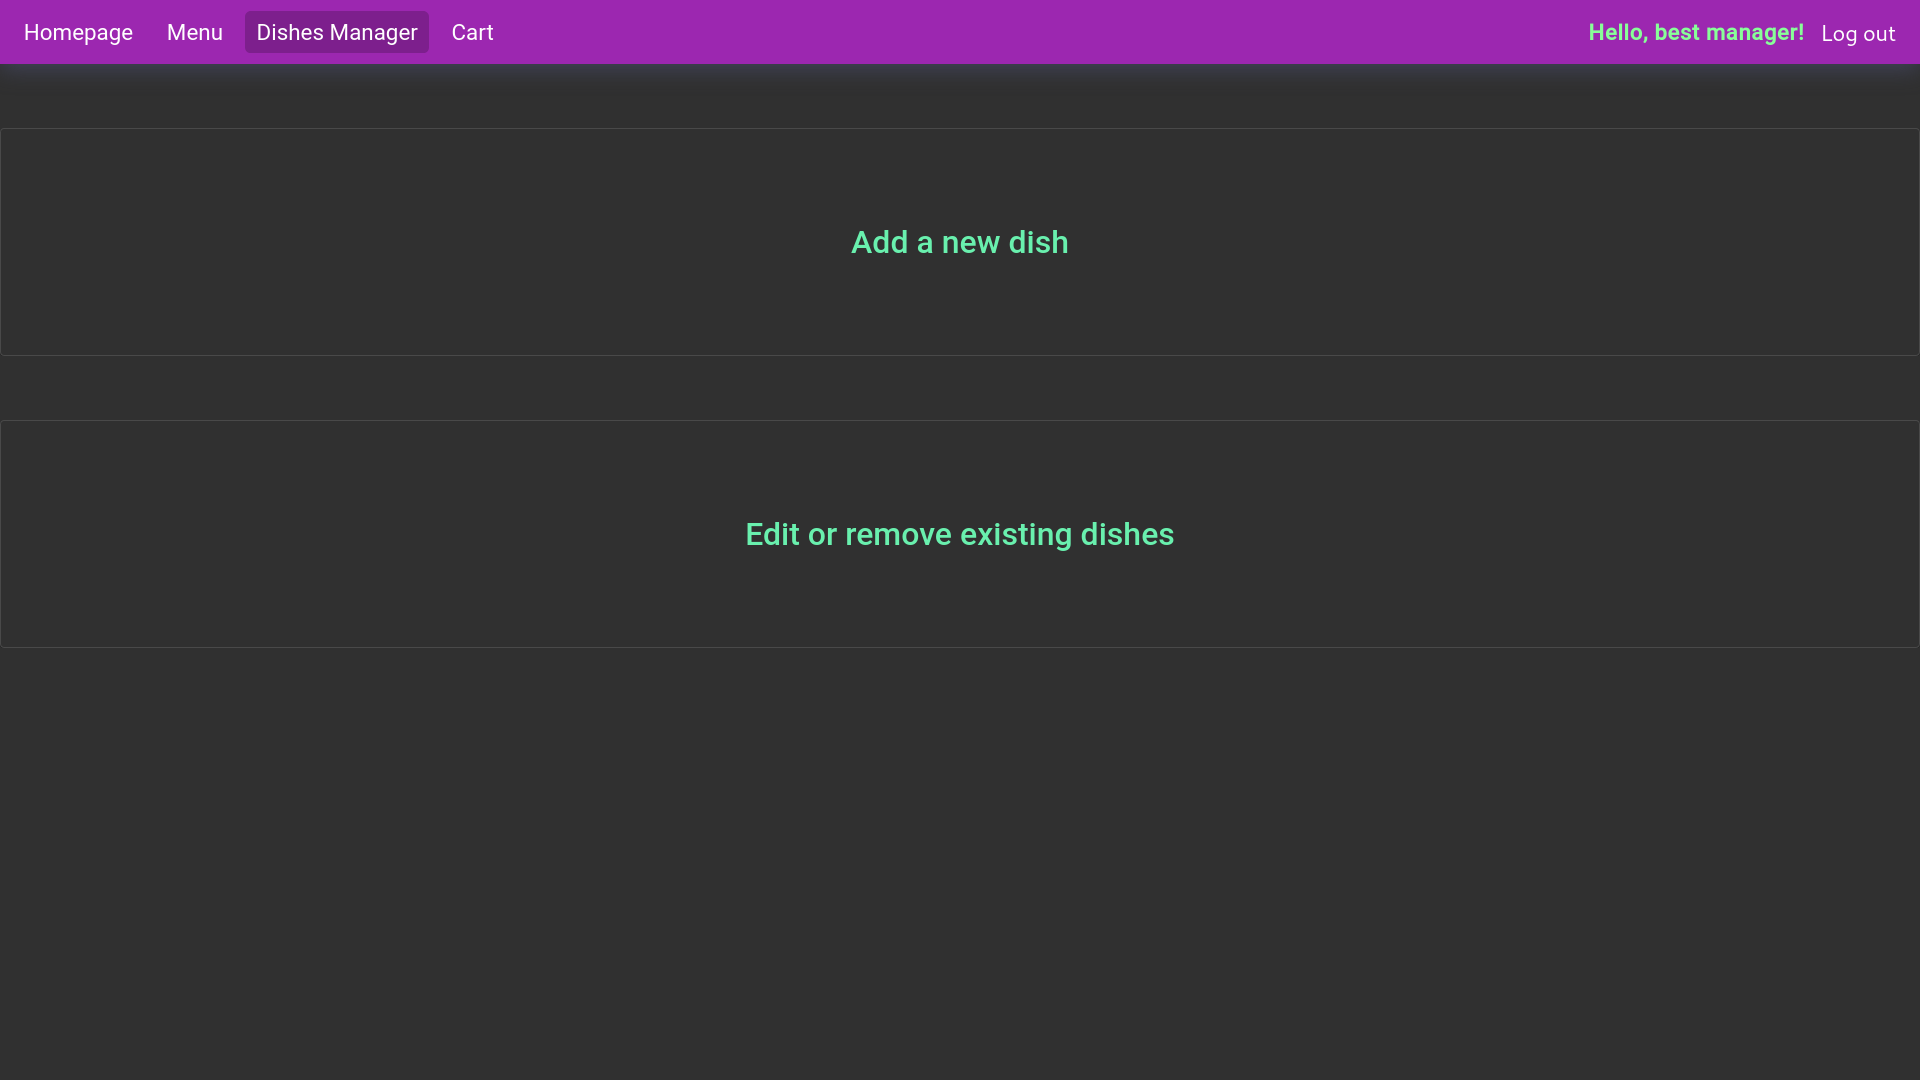 Homepage Menu Dishes Manager Cart Hello, best manager! Log out
Add a new dish
Edit or remove existing dishes